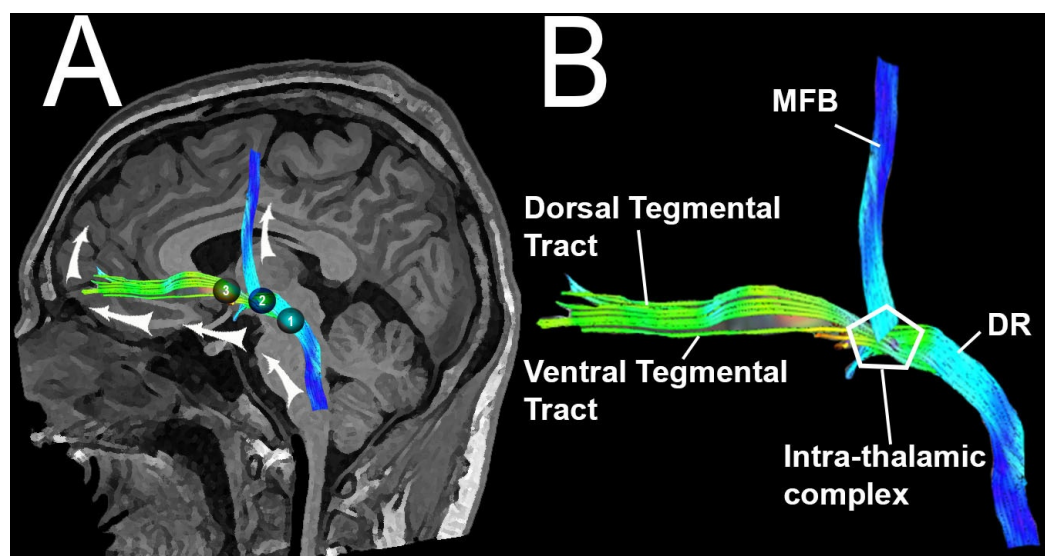 A
B
MFB
Dorsal Tegmental
Tract
3
2
1
DR
Ventral Tegmental
Tract
Intra-thalamic
complex